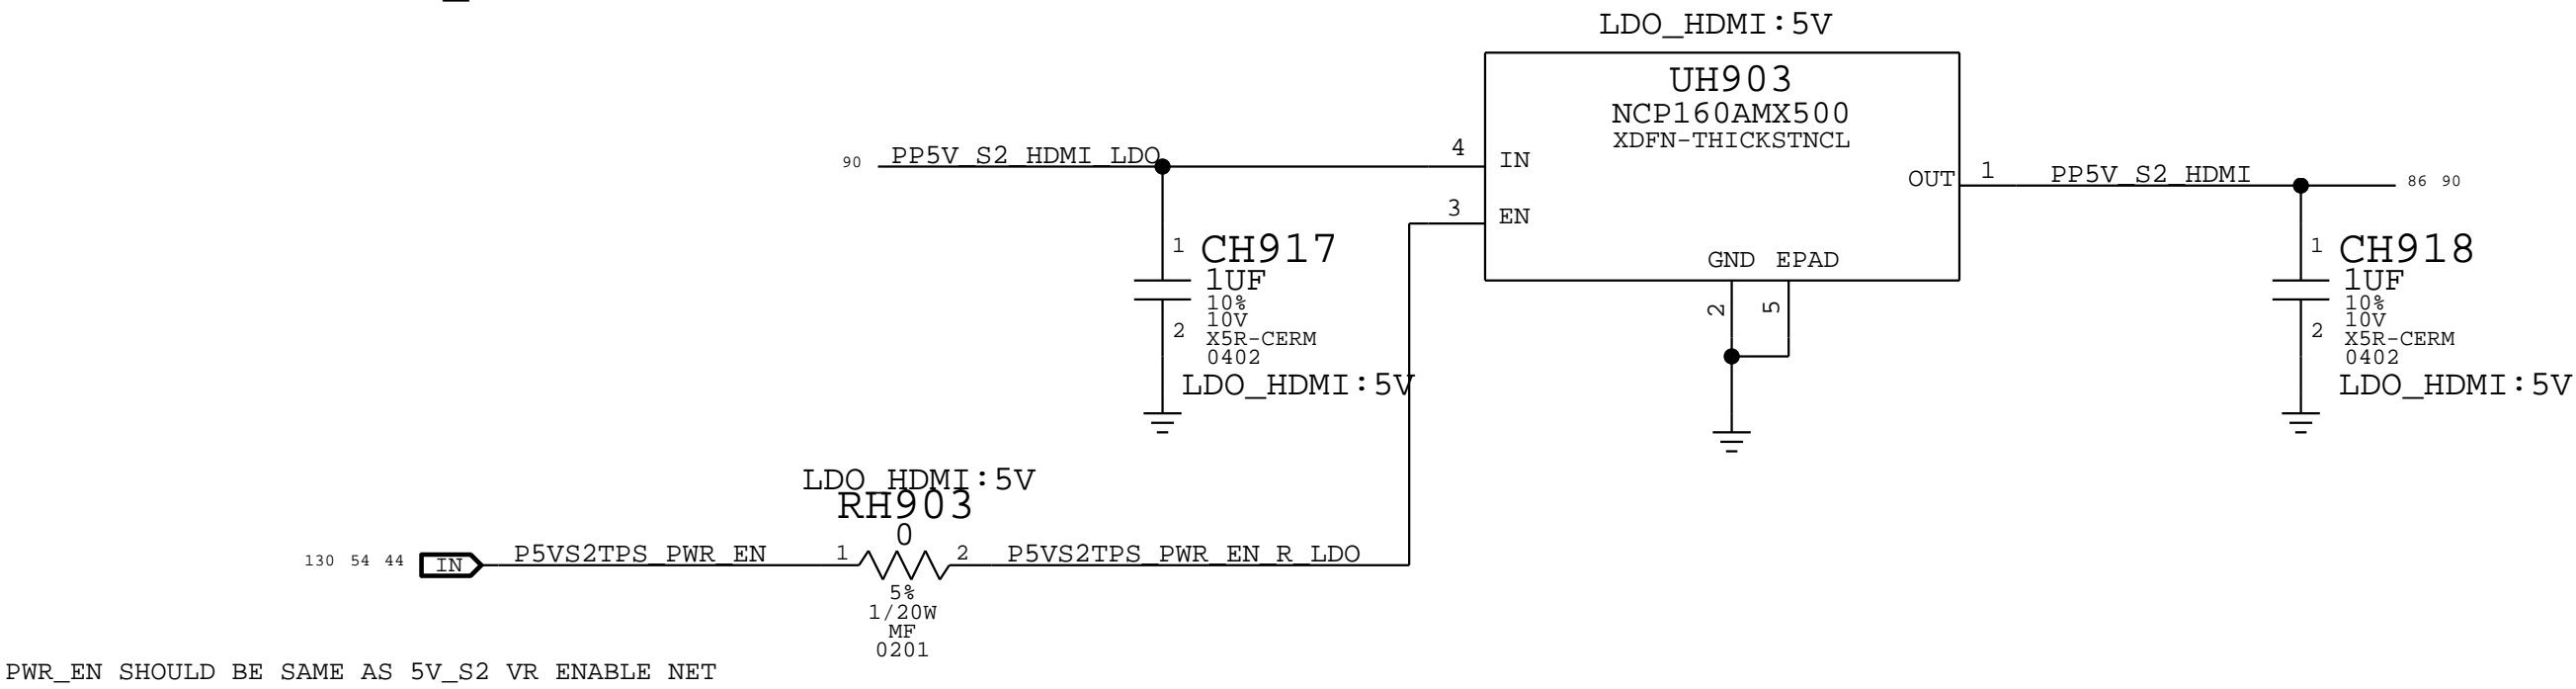 LDO_HDMI:5V
UH903
NCP160AMX500
XDFN-THICKSTNCL
90 PP5V_S2_HDMI_LDO
4 IN
3 EN
OUT 1 PP5V_S2_HDMI 86 90
GND EPAD
2 5
1 CH917
1UF
10%
10V
2 X5R-CERM
0402
LDO_HDMI:5V
1 CH918
1UF
10%
10V
2 X5R-CERM
0402
LDO_HDMI:5V
LDO_HDMI:5V
RH903
0
130 54 44 IN P5VS2TPS_PWR_EN 1 2 P5VS2TPS_PWR_EN_R_LDO
5%
1/20W
MF
0201
PWR_EN SHOULD BE SAME AS 5V_S2 VR ENABLE NET